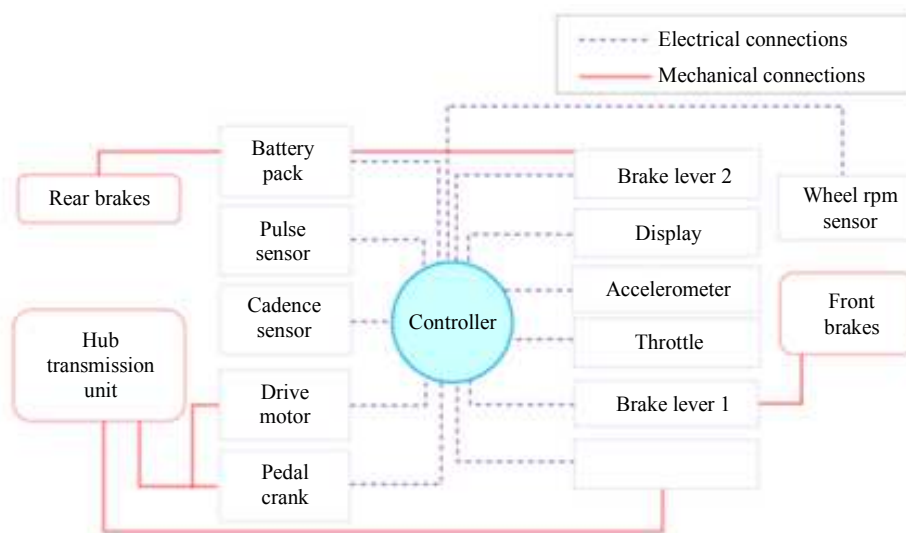 Electrical connections
Mechanical connections
Battery
pack
Rear brakes
Brake lever 2
Wheel rpm
sensor
Pulse
sensor
Display
Cadence
sensor
Controller
Accelerometer
Front
brakes
Hub
transmission
unit
Throttle
Drive
motor
Brake lever 1
Pedal
crank